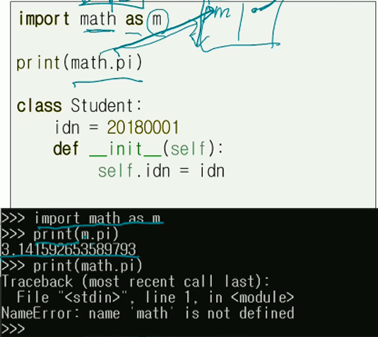 import math as m
m
print(math.pi)
class Student:
    idn = 20180001
    def __init__(self):
        self.idn = idn
>>> import math as m
>>> print(m.pi)
3.141592653589793
>>> print(math.pi)
Traceback (most recent call last):
  File "<stdin>", line 1, in <module>
NameError: name 'math' is not defined
>>>